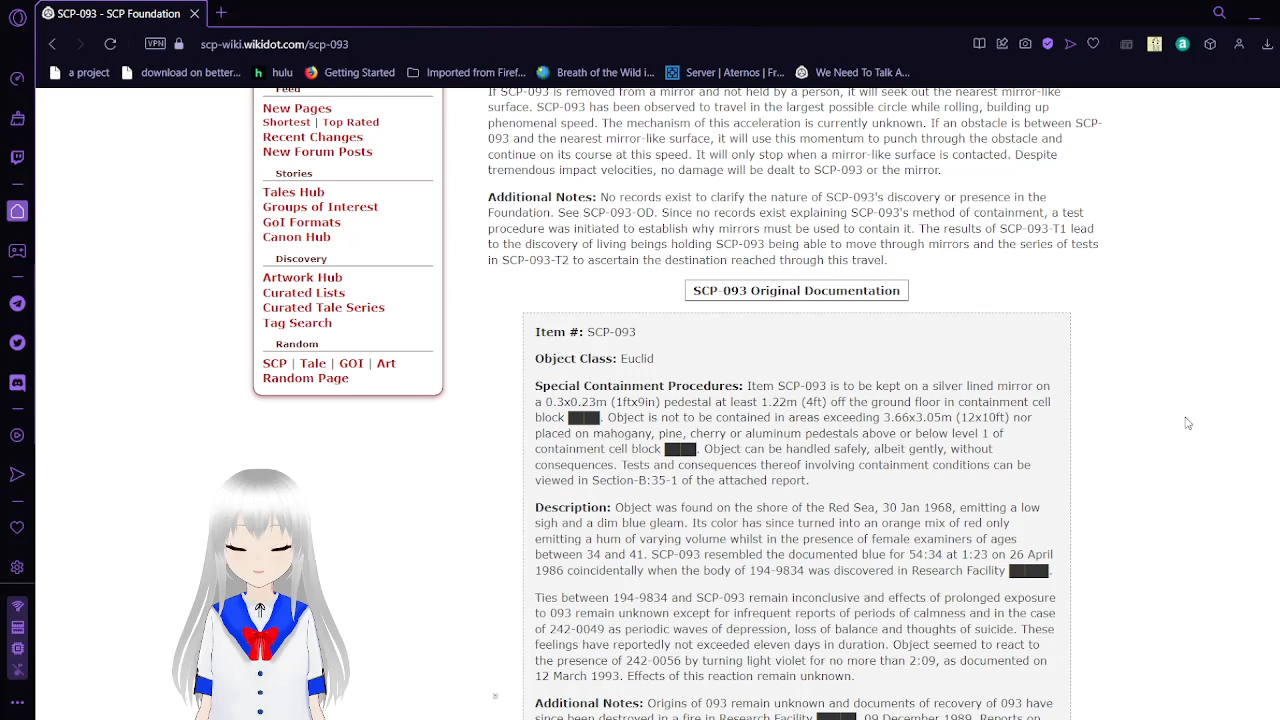 SCP-093 - SCP Foundation
VPN
scp-wiki.wikidot.com/scp-093
a project
download on better...
hulu
Getting Started
Imported from Firef...
Breath of the Wild i...
Server | Aternos | Fr...
We Need To Talk A...
Feed
New Pages
Shortest | Top Rated
Recent Changes
New Forum Posts
Stories
Tales Hub
Groups of Interest
GoI Formats
Canon Hub
Discovery
Artwork Hub
Curated Lists
Curated Tale Series
Tag Search
Random
SCP | Tale | GOI | Art
Random Page
If SCP-093 is removed from a mirror and not held by a person, it will seek out the nearest mirror-like
surface. SCP-093 has been observed to travel in the largest possible circle while rolling, building up
phenomenal speed. The mechanism of this acceleration is currently unknown. If an obstacle is between SCP-
093 and the nearest mirror-like surface, it will use this momentum to punch through the obstacle and
continue on its course at this speed. It will only stop when a mirror-like surface is contacted. Despite
tremendous impact velocities, no damage will be dealt to SCP-093 or the mirror.
Additional Notes: No records exist to clarify the nature of SCP-093's discovery or presence in the
Foundation. See SCP-093-OD. Since no records exist explaining SCP-093's method of containment, a test
procedure was initiated to establish why mirrors must be used to contain it. The results of SCP-093-T1 lead
to the discovery of living beings holding SCP-093 being able to move through mirrors and the series of tests
in SCP-093-T2 to ascertain the destination reached through this travel.
SCP-093 Original Documentation
Item #: SCP-093
Object Class: Euclid
Special Containment Procedures: Item SCP-093 is to be kept on a silver lined mirror on
a 0.3x0.23m (1ftx9in) pedestal at least 1.22m (4ft) off the ground floor in containment cell
block ████. Object is not to be contained in areas exceeding 3.66x3.05m (12x10ft) nor
placed on mahogany, pine, cherry or aluminum pedestals above or below level 1 of
containment cell block ████. Object can be handled safely, albeit gently, without
consequences. Tests and consequences thereof involving containment conditions can be
viewed in Section-B:35-1 of the attached report.
Description: Object was found on the shore of the Red Sea, 30 Jan 1968, emitting a low
sigh and a dim blue gleam. Its color has since turned into an orange mix of red only
emitting a hum of varying volume whilst in the presence of female examiners of ages
between 34 and 41. SCP-093 resembled the documented blue for 54:34 at 1:23 on 26 April
1986 coincidentally when the body of 194-9834 was discovered in Research Facility █████.
Ties between 194-9834 and SCP-093 remain inconclusive and effects of prolonged exposure
to 093 remain unknown except for infrequent reports of periods of calmness and in the case
of 242-0049 as periodic waves of depression, loss of balance and thoughts of suicide. These
feelings have reportedly not exceeded eleven days in duration. Object seemed to react to
the presence of 242-0056 by turning light violet for no more than 2:09, as documented on
12 March 1993. Effects of this reaction remain unknown.
Additional Notes: Origins of 093 remain unknown and documents of recovery of 093 have
since been destroyed in a fire in Research Facility █████, 09 December 1989. Reports on